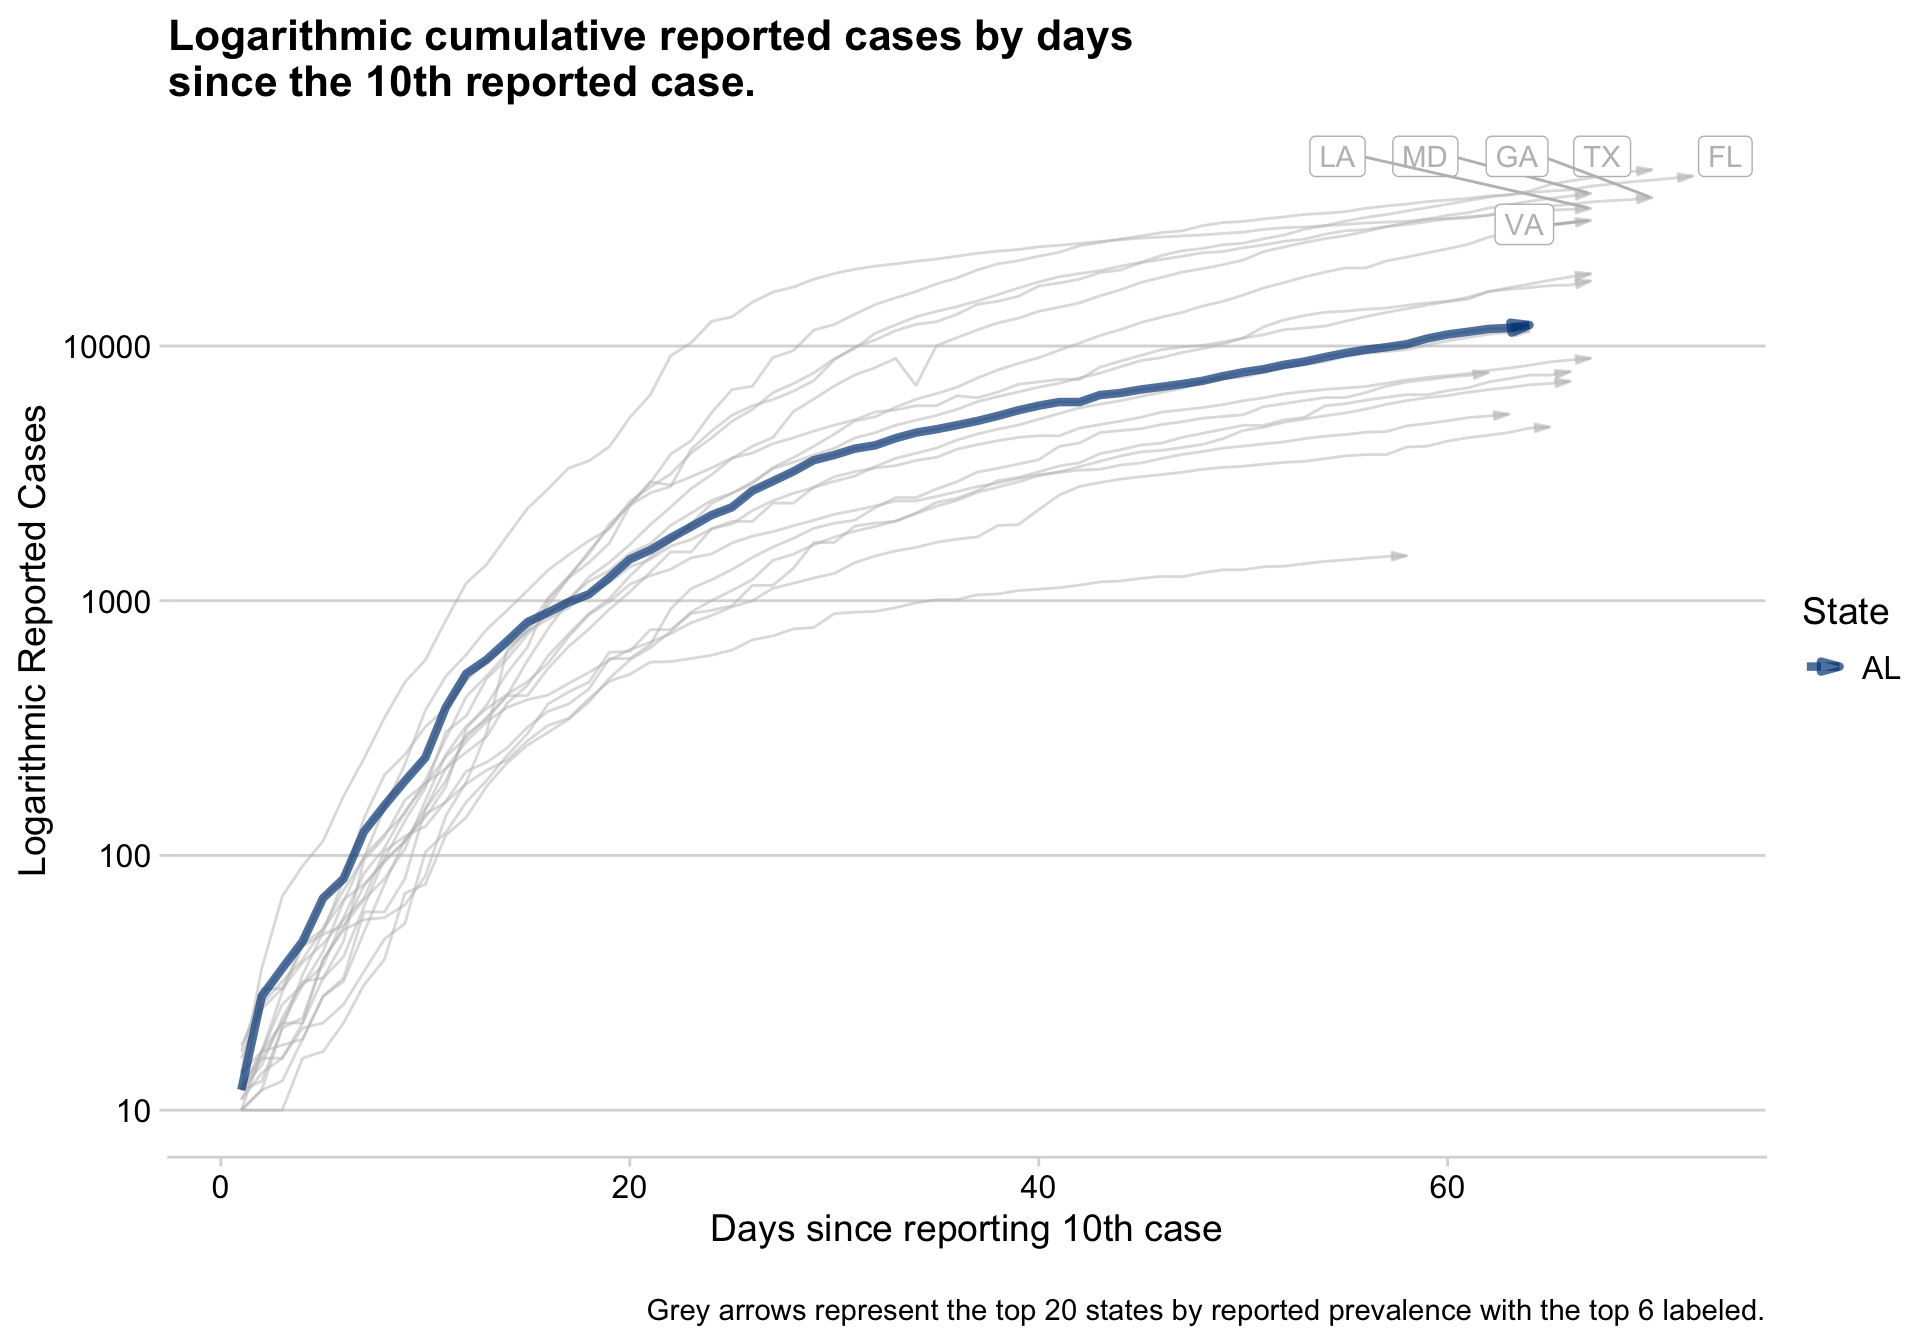 Logarithmic cumulative reported cases by days
since the 10th reported case.
LA
MD
GA
TX
FL
VA
10000
1000
100
10
Logarithmic Reported Cases
State
AL
0
20
40
60
Days since reporting 10th case
Grey arrows represent the top 20 states by reported prevalence with the top 6 labeled.